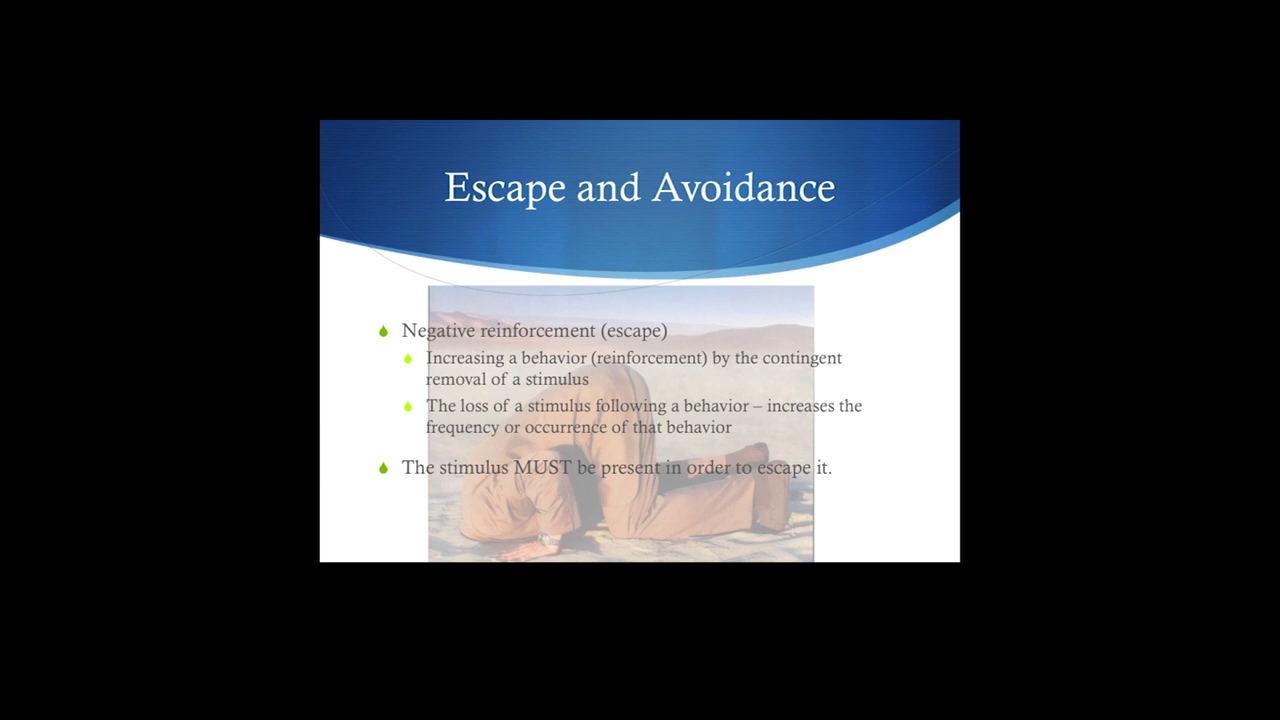 Escape and Avoidance
Negative reinforcement (escape)
Increasing a behavior (reinforcement) by the contingent
removal of a stimulus
The loss of a stimulus following a behavior – increases the
frequency or occurrence of that behavior
The stimulus MUST be present in order to escape it.